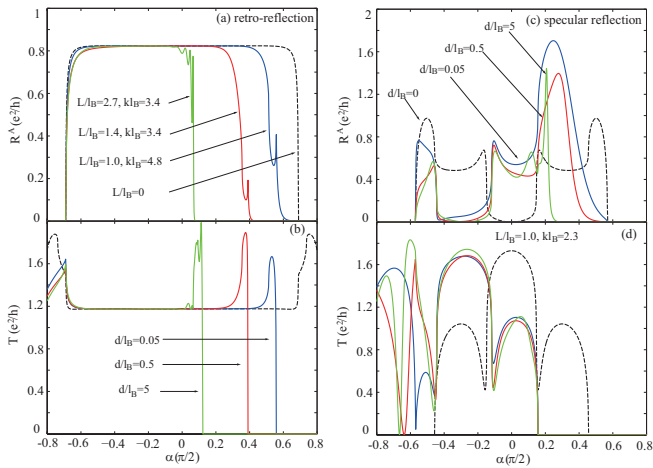 (a) retro-reflection
R^A (e²/h)
0.8
0.6
0.4
0.2
0
L/l_B=2.7, kl_B=3.4
L/l_B=1.4, kl_B=3.4
L/l_B=1.0, kl_B=4.8
L/l_B=0
(b)
T (e²/h)
1.6
1.2
0.8
0.4
0
d/l_B=0.05
d/l_B=0.5
d/l_B=5
-0.8 -0.6 -0.4 -0.2 0 0.2 0.4 0.6 0.8
α(π/2)
(c) specular reflection
R^A (e²/h)
2
1.6
1.2
0.8
0.4
0
d/l_B=5
d/l_B=0.5
d/l_B=0.05
d/l_B=0
L/l_B=1.0, kl_B=2.3
(d)
T (e²/h)
1.6
1.2
0.8
0.4
0
-0.8 -0.6 -0.4 -0.2 0 0.2 0.4 0.6 0.8
α(π/2)